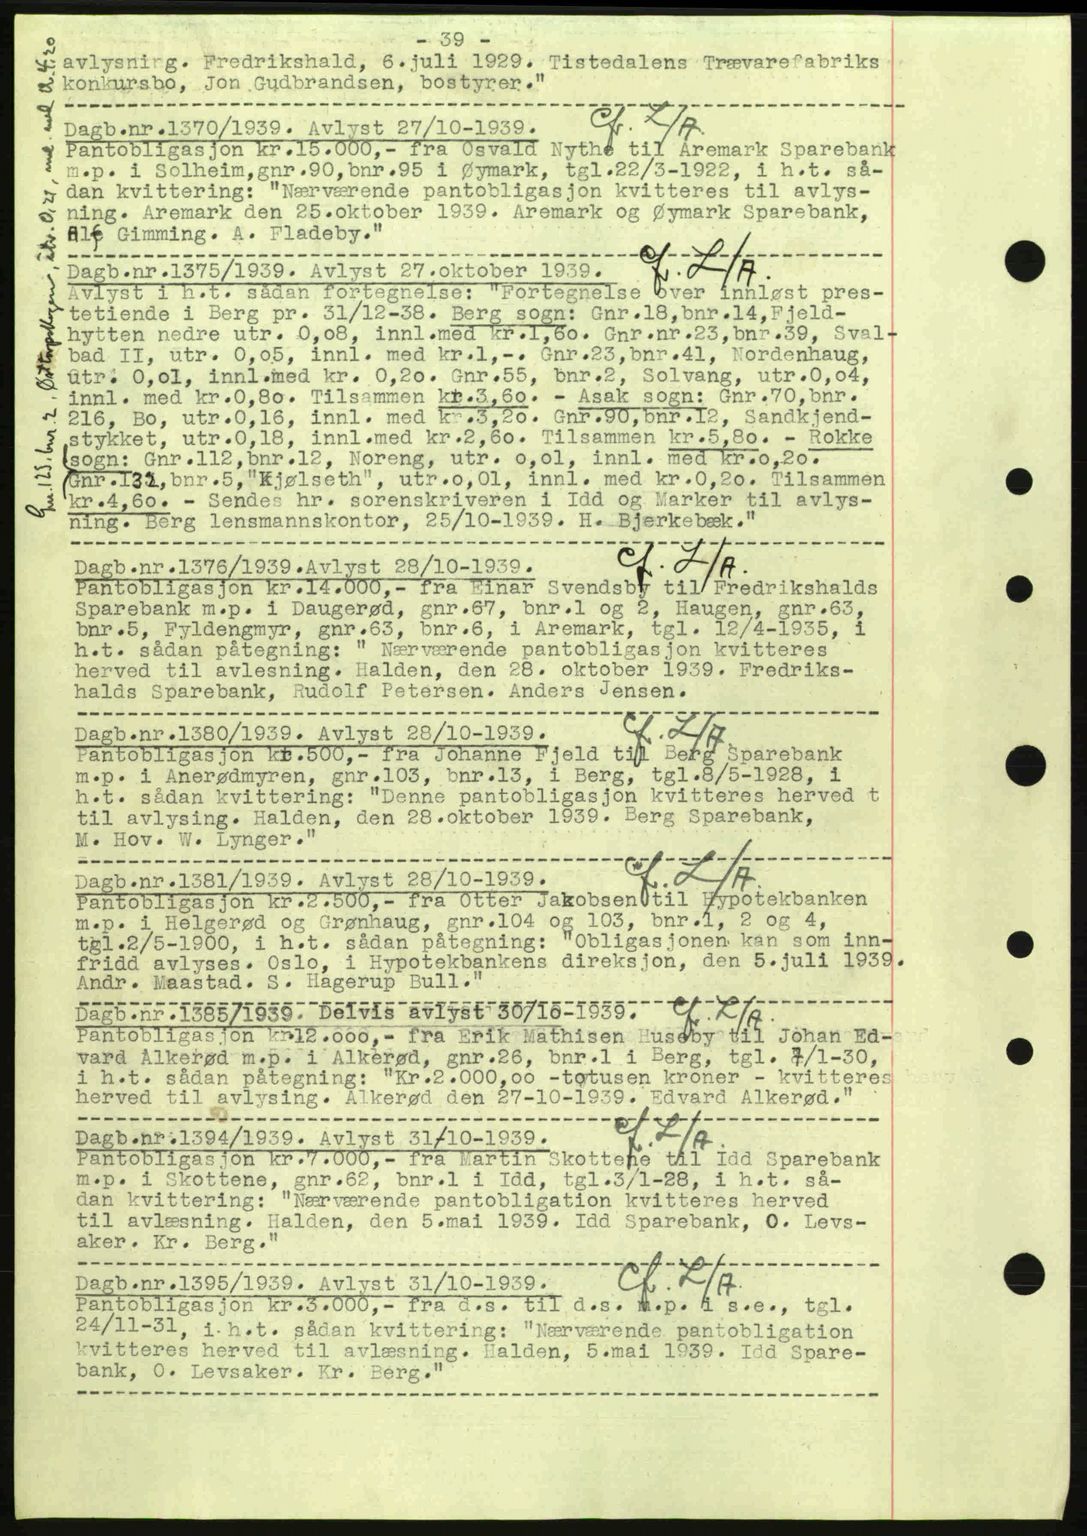 - 39 -
avlysning. Fredrikshald, 6.juli 1929. Tistedalens Trævarefabriks
konkursbo, Jon Gudbrandsen, bostyrer."
Dagb.nr.1370/1939. Avlyst 27/10-1939.
Pantobligasjon kr.15.000,- fra Osvald Nythe til Aremark Sparebank
m.p. i Solheim,gnr.90,bnr.95 i Øymark, tgl.22/3-1922, i h.t. så-
dan kvittering: "Nærværende pantobligasjon kvitteres til avlys-
ning. Aremark den 25.oktober 1939. Aremark og Øymark Sparebank,
Alf Gimming. A. Fladeby."
Dagb.nr.1375/1939. Avlyst 27.oktober 1939.
Avlyst i h.t. sådan fortegnelse: "Fortegnelse over innløst pres-
tetiende i Berg pr. 31/12-38. Berg sogn: Gnr.18,bnr.14,Fjeld-
hytten nedre utr. 0,08, innl.med kr.1,60. Gnr.nr.23,bnr.39, Sval-
bad II, utr. 0,05, innl. med kr.1,-. Gnr.23,bnr.41, Nordenhaug,
utr. 0,01, innl.med kr. 0,20. Gnr.55, bnr.2, Solvang, utr.0,04,
innl. med kr.0,80. Tilsammen kr.3,60. - Asak sogn: Gnr.70,bnr.
216, Bo, utr.0,16, innl. med kr.3,20. Gnr.90,bnr.12, Sandkjend-
stykket, utr.0,18, innl.med kr.2,60. Tilsammen kr.5,80. - Rokke
sogn: Gnr.112,bnr.12, Noreng, utr. 0,01, innl. med kr.0,20.
Gnr.132,bnr.5,"Kjølseth", utr.0,01, innl. med kr.0,20. Tilsammen
kr.4,60. - Sendes hr. sorenskriveren i Idd og Marker til avlys-
ning. Berg lensmannskontor, 25/10-1939. H. Bjerkebæk."
Dagb.nr.1376/1939.Avlyst 28/10-1939.
Pantobligasjon kr.14.000,- fra Einar Svendsby til Fredrikshalds
Sparebank m.p. i Daugerød, gnr.67, bnr.1 og 2, Haugen, gnr.63,
bnr.5, Fyldengmyr, gnr.63, bnr.6, i Aremark, tgl. 12/4-1935, i
h.t. sådan påtegning: " Nærværende pantobligasjon kvitteres
herved til avlesning. Halden, den 28. oktober 1939. Fredriks-
halds Sparebank, Rudolf Petersen. Anders Jensen.
Dagb.nr.1380/1939. Avlyst 28/10-1939.
Pantobligasjon kr.500,- fra Johanne Fjeld til Berg Sparebank
m.p. i Anerødmyren, gnr.103, bnr.13, i Berg, tgl.8/5-1928, i
h.t. sådan kvittering: "Denne pantobligasjon kvitteres herved t
til avlysing. Halden, den 28.oktober 1939. Berg Sparebank,
M. Hov. W. Lynger."
Dagb.nr.1381/1939. Avlyst 28/10-1939.
Pantobligasjon kr.2.500,- fra Otter Jakobsen til Hypotekbanken
m.p. i Helgerød og Grønhaug, gnr.104 og 103, bnr.1, 2 og 4,
tgl.2/5-1900, i h.t. sådan påtegning: "Obligasjonen kan som inn-
fridd avlyses. Oslo, i Hypotekbankens direksjon, den 5.juli 1939.
Andr. Maastad. S. Hagerup Bull."
Dagb.nr.1385/1939. Delvis avlyst 30/10-1939.
Pantobligasjon kr.12.000,- fra Erik Mathisen Huseby til Johan Ed-
vard Alkerød m.p. i Alkerød, gnr.26, bnr.1 i Berg, tgl. 7/1-30,
i h.t. sådan påtegning: "Kr.2.000,00 -totusen kroner - kvitteres
herved til avlysing. Alkerød den 27-10-1939. Edvard Alkerød."
Dagb.nr.1394/1939. Avlyst 31/10-1939.
Pantobligasjon kr.7.000,- fra Martin Skottene til Idd Sparebank
m.p. i Skottene, gnr.62, bnr.1 i Idd, tgl.3/1-28, i h.t. så-
dan kvittering: "Nærværende pantobligation kvitteres herved
til avlæsning. Halden, den 5.mai 1939. Idd Sparebank, O. Levs-
aker. Kr. Berg."
Dagb.nr.1395/1939. Avlyst 31/10-1939.
Pantobligasjon kr.3.000,- fra d.s. til d.s. m.p. i s.e., tgl.
24/11-31, i h.t. sådan kvittering: "Nærværende pantobligation
kvitteres herved til avlæsning. Halden, 5.mai 1939. Idd Spare-
bank, O. Levsaker. Kr. Berg."